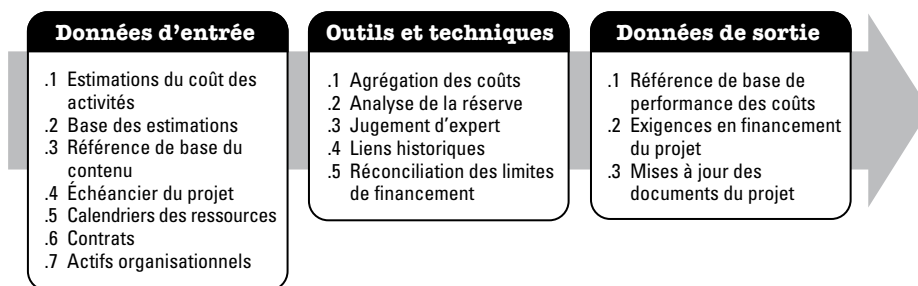 Données d'entrée
.1 Estimations du coût des
activités
.2 Base des estimations
.3 Référence de base du
contenu
.4 Échéancier du projet
.5 Calendriers des ressources
.6 Contrats
.7 Actifs organisationnels
Outils et techniques
.1 Agrégation des coûts
.2 Analyse de la réserve
.3 Jugement d'expert
.4 Liens historiques
.5 Réconciliation des limites
de financement
Données de sortie
.1 Référence de base de
performance des coûts
.2 Exigences en financement
du projet
.3 Mises à jour des
documents du projet